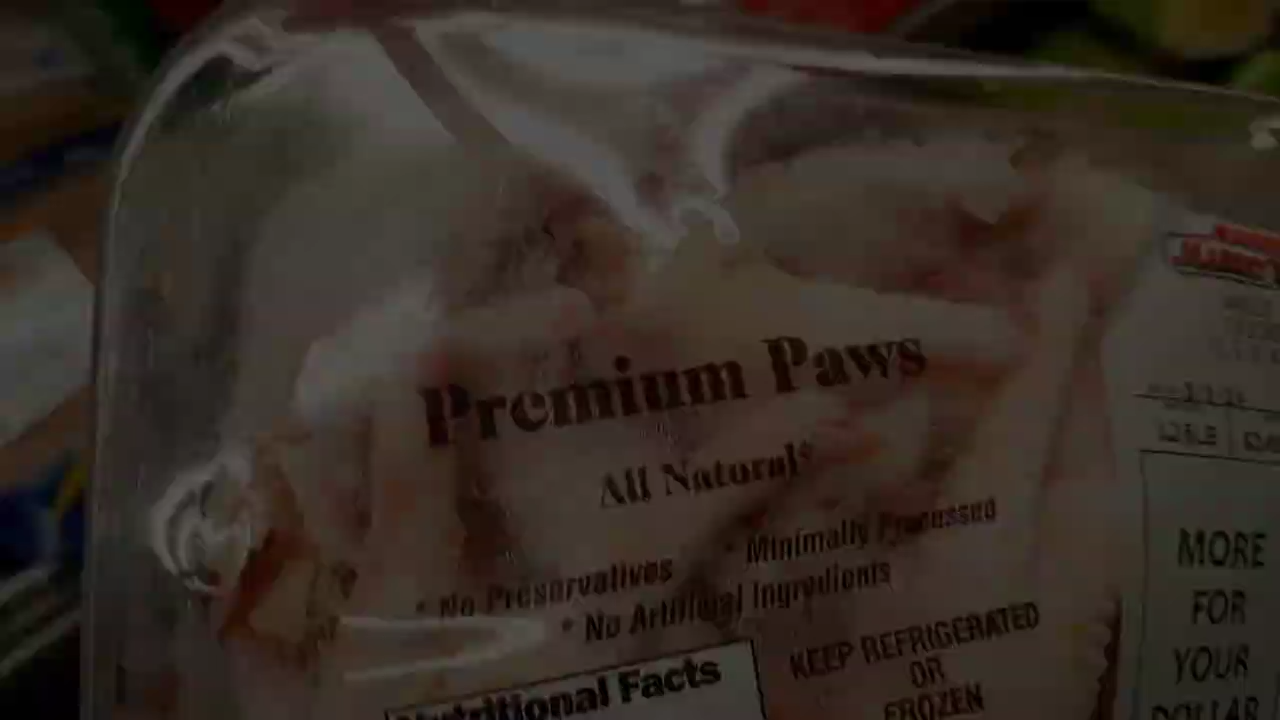 Premium Paws
All Natural*
* No Preservatives * Minimally Processed
* No Artificial Ingredients
Nutritional Facts
KEEP REFRIGERATED
OR
FROZEN
MORE
FOR
YOUR
DOLLAR